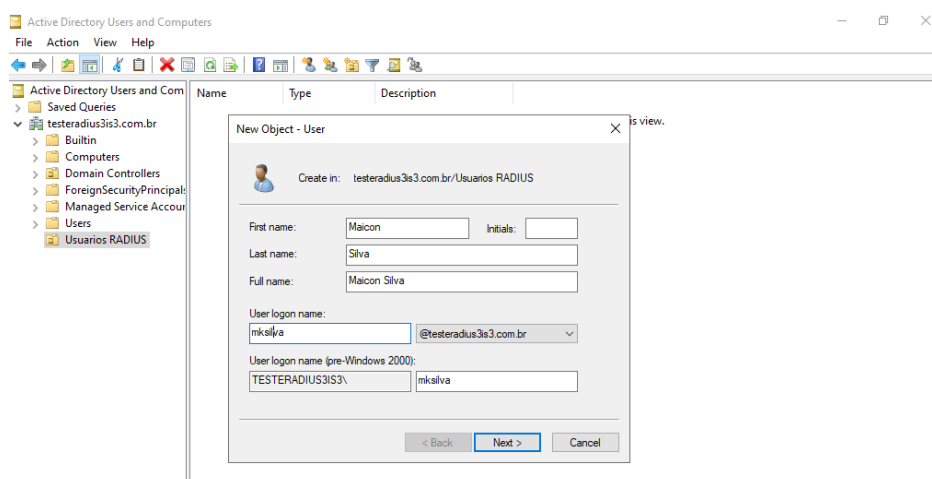 Active Directory Users and Computers
File Action View Help
Active Directory Users and Com
Name Type Description
Saved Queries
testeradius3is3.com.br
Builtin
Computers
Domain Controllers
ForeignSecurityPrincipals
Managed Service Accour
Users
Usuarios RADIUS
is view.
New Object - User
Create in: testeradius3is3.com.br/Usuarios RADIUS
First name: Maicon Initials:
Last name: Silva
Full name: Maicon Silva
User logon name:
mksilva @testeradius3is3.com.br
User logon name (pre-Windows 2000):
TESTERADIUS3IS3\ mksilva
< Back Next > Cancel